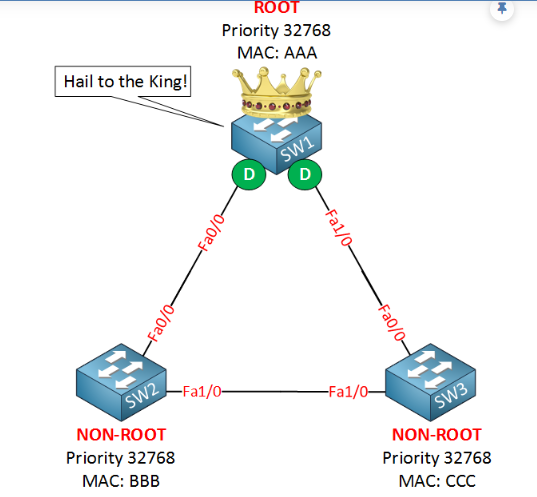 ROOT
Priority 32768
MAC: AAA
Hail to the King!
SW1
D D
Fa0/0 Fa1/0
Fa0/0 Fa0/0
SW2 Fa1/0 Fa1/0 SW3
NON-ROOT NON-ROOT
Priority 32768 Priority 32768
MAC: BBB MAC: CCC